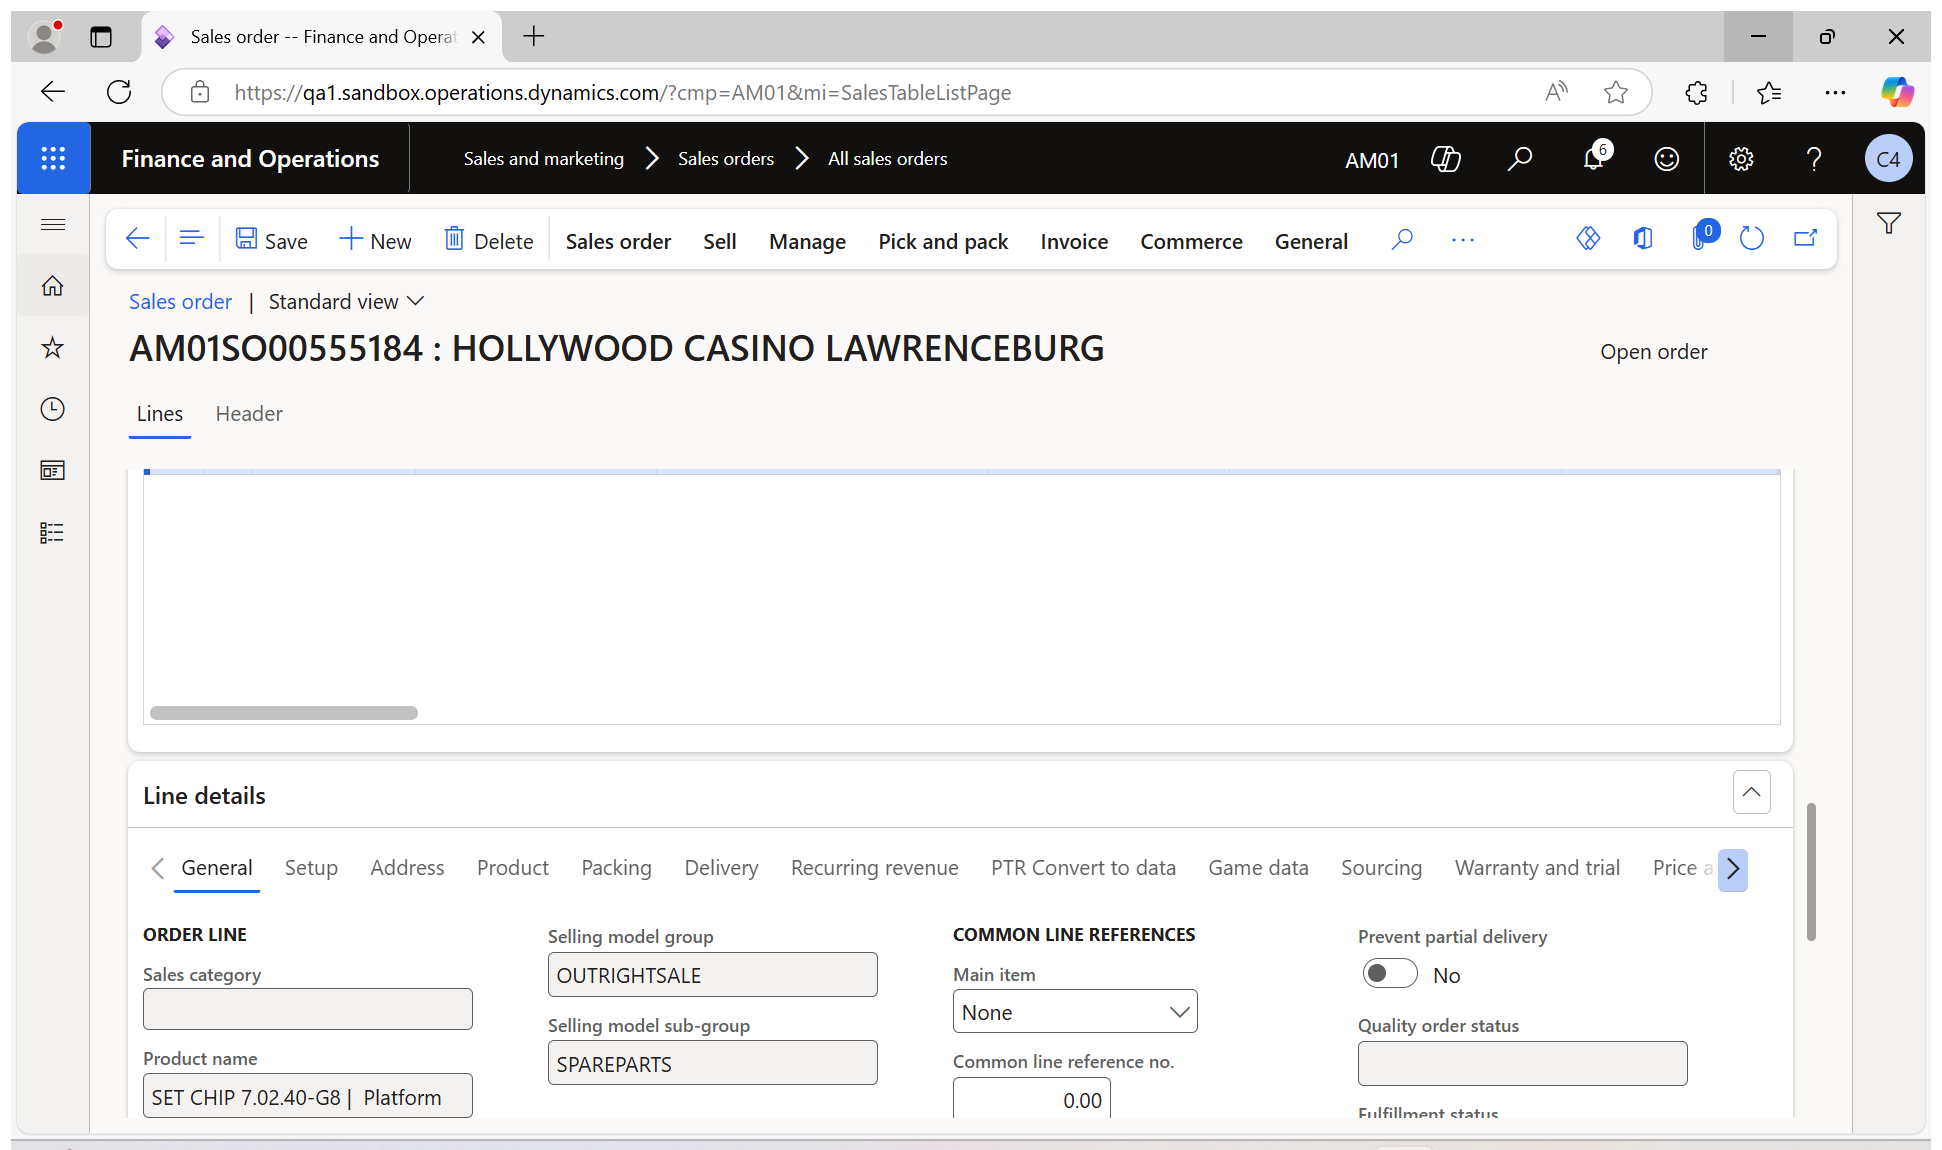 Sales order -- Finance and Operat
https://qa1.sandbox.operations.dynamics.com/?cmp=AM01&mi=SalesTableListPage
Finance and Operations
Sales and marketing > Sales orders > All sales orders
AM01
6
C4
Save
New
Delete
Sales order
Sell
Manage
Pick and pack
Invoice
Commerce
General
0
Sales order | Standard view
AM01SO00555184 : HOLLYWOOD CASINO LAWRENCEBURG
Open order
Lines
Header
Line details
General
Setup
Address
Product
Packing
Delivery
Recurring revenue
PTR Convert to data
Game data
Sourcing
Warranty and trial
Price a
ORDER LINE
Sales category
Product name
SET CHIP 7.02.40-G8 | Platform
Selling model group
OUTRIGHTSALE
Selling model sub-group
SPAREPARTS
COMMON LINE REFERENCES
Main item
None
Common line reference no.
0.00
Prevent partial delivery
No
Quality order status
Fulfillment status